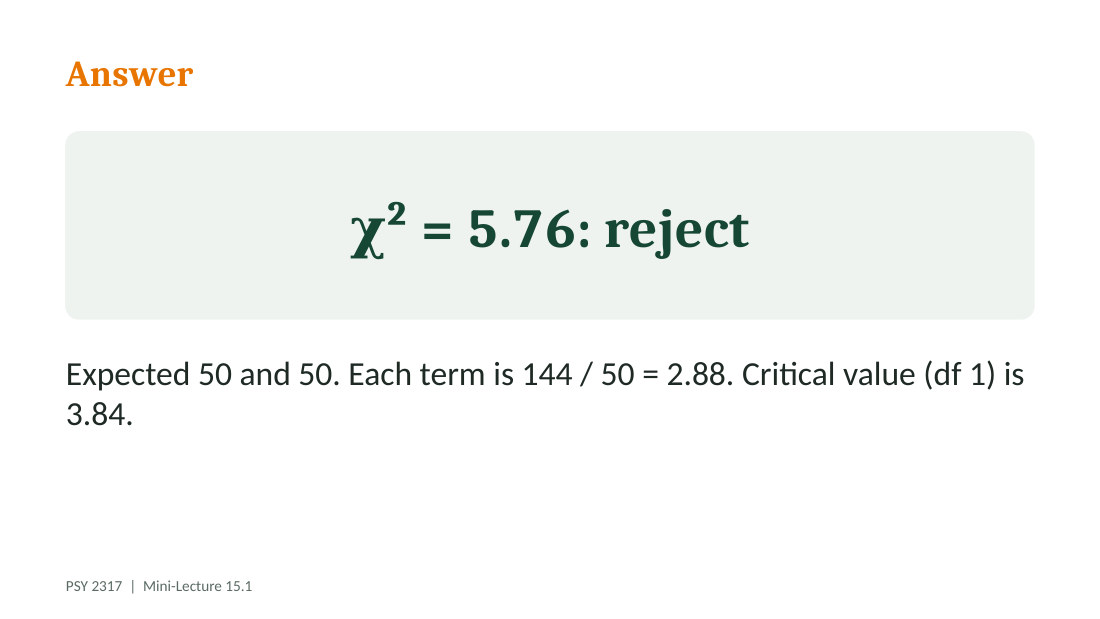 Answer
χ² = 5.76: reject
Expected 50 and 50. Each term is 144 / 50 = 2.88. Critical value (df 1) is
3.84.
PSY 2317 | Mini-Lecture 15.1